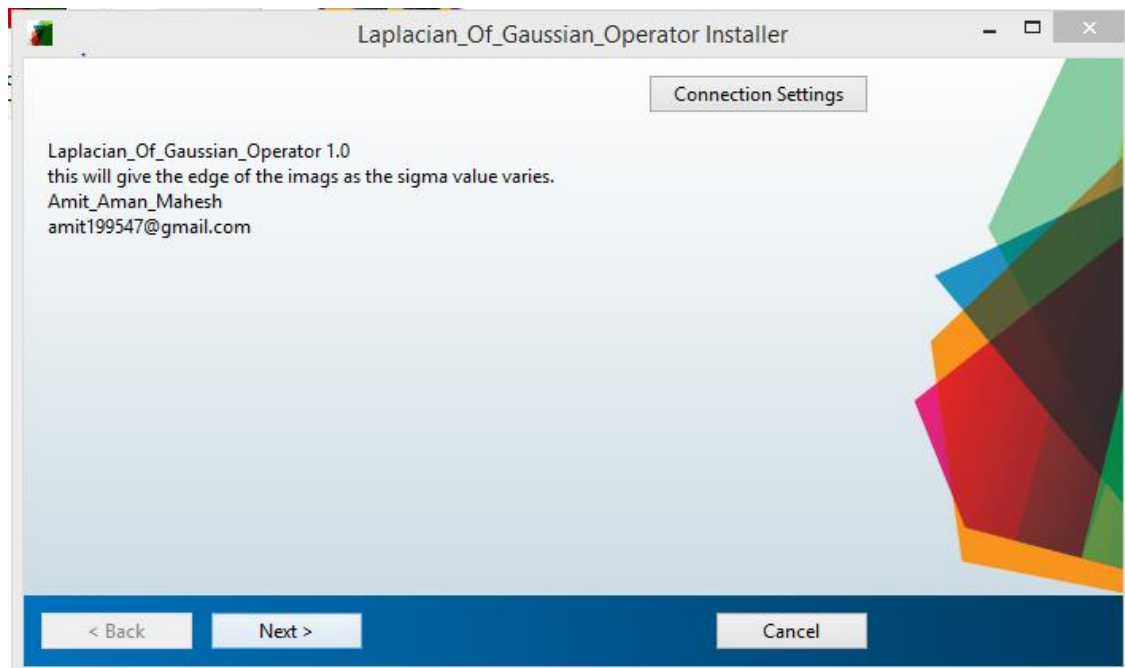 Laplacian_Of_Gaussian_Operator Installer
Connection Settings
Laplacian_Of_Gaussian_Operator 1.0
this will give the edge of the imags as the sigma value varies.
Amit_Aman_Mahesh
amit199547@gmail.com
< Back
Next >
Cancel